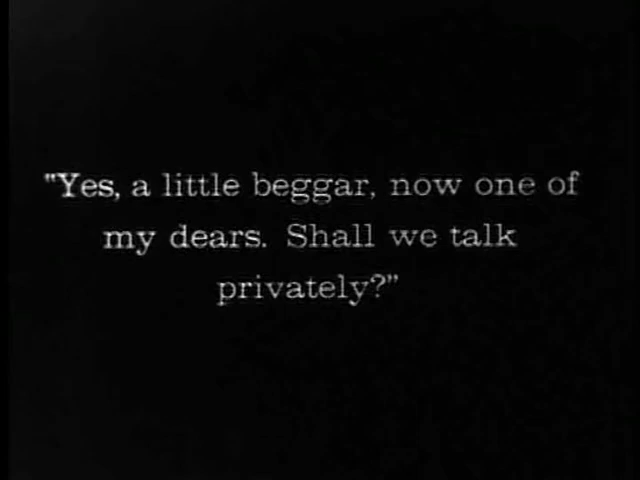 "Yes, a little beggar, now one of
my dears. Shall we talk
privately?"